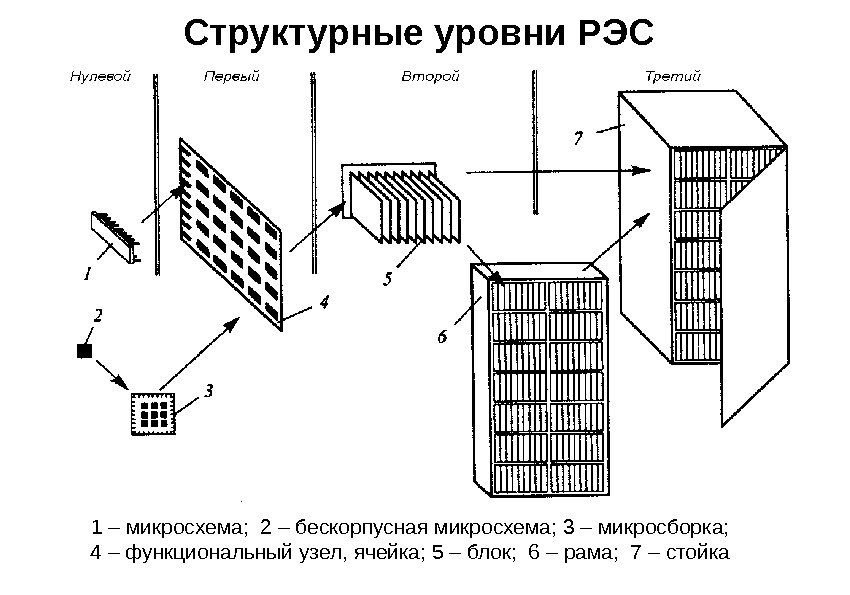 Структурные уровни РЭС
Нулевой Первый Второй Третий
7
1
5
4
2
6
3
1 – микросхема; 2 – бескорпусная микросхема; 3 – микросборка;
4 – функциональный узел, ячейка; 5 – блок; 6 – рама; 7 – стойка